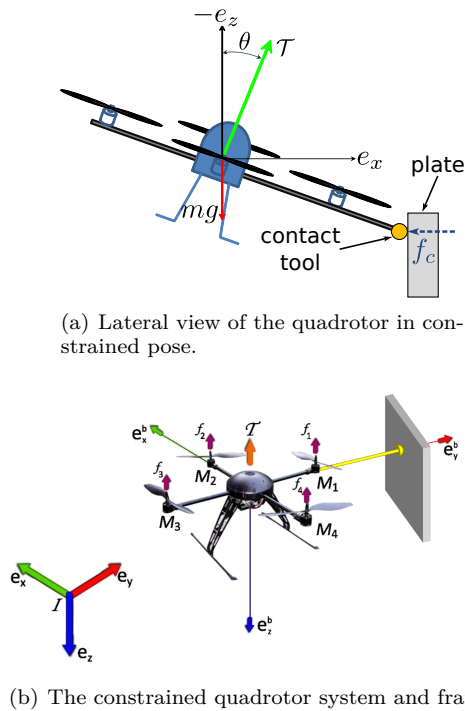 −e_z
θ
𝒯
e_x
plate
mg
contact
tool
f_c
(a) Lateral view of the quadrotor in con-
strained pose.
e_x^b
f_2
𝒯
f_1
e_y^b
f_3
M_2
f_4
M_1
M_3
M_4
e_x
e_y
I
e_z^b
e_z
(b) The constrained quadrotor system and fra